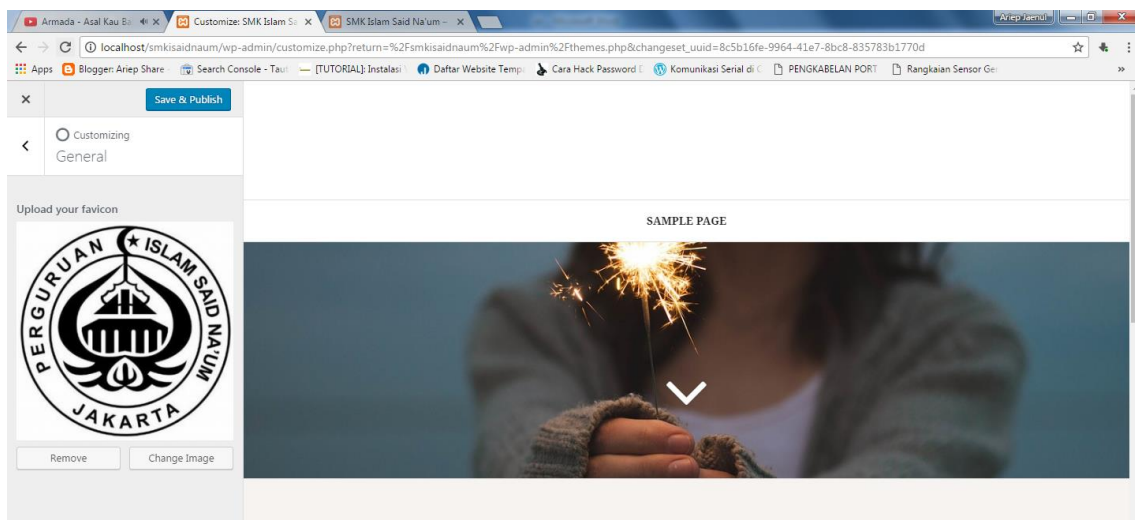 Armada - Asal Kau Ba
Customize: SMK Islam Sa
SMK Islam Said Na'um -
Ariep Jaenul
localhost/smkisaidnaum/wp-admin/customize.php?return=%2Fsmkisaidnaum%2Fwp-admin%2Fthemes.php&changeset_uuid=8c5b16fe-9964-41e7-8bc8-835783b1770d
Apps
Blogger: Ariep Share -
Search Console - Taut
[TUTORIAL]: Instalasi
Daftar Website Temp
Cara Hack Password
Komunikasi Serial di
PENGKABELAN PORT
Rangkaian Sensor Ge
Save & Publish
Customizing
General
Upload your favicon
PERGURUAN ISLAM SAID NA'UM
JAKARTA
Remove
Change Image
SAMPLE PAGE